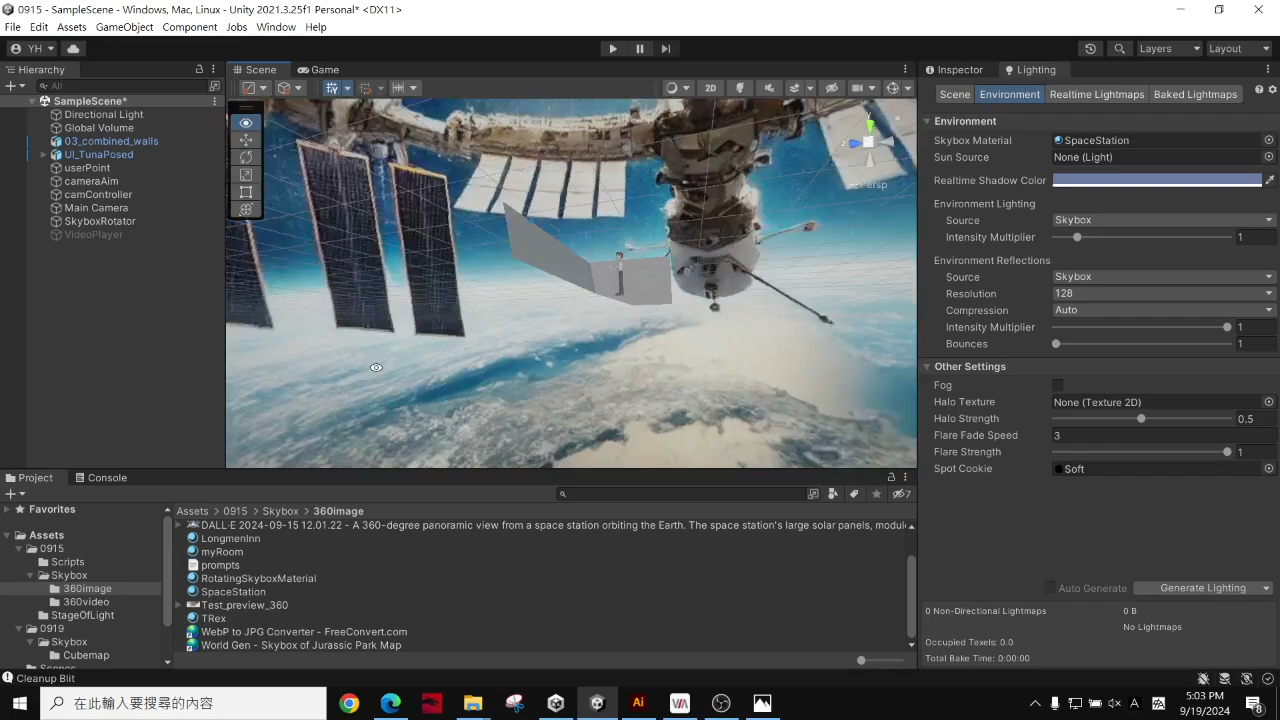 0915 - SampleScene - Windows, Mac, Linux - Unity 2021.3.25f1 Personal* <DX11>
File Edit Assets GameObject Component Jobs Window Help
YH
Layers
Layout
Hierarchy
Scene
Game
Inspector
Lighting
All
2D
Scene
Environment
Realtime Lightmaps
Baked Lightmaps
SampleScene*
Directional Light
Global Volume
03_combined_walls
UI_TunaPosed
userPoint
cameraAim
camController
Main Camera
SkyboxRotator
VideoPlayer
y
z
Persp
Environment
Skybox Material SpaceStation
Sun Source None (Light)
Realtime Shadow Color
Environment Lighting
Source Skybox
Intensity Multiplier 1
Environment Reflections
Source Skybox
Resolution 128
Compression Auto
Intensity Multiplier 1
Bounces 1
Other Settings
Fog
Halo Texture None (Texture 2D)
Halo Strength 0.5
Flare Fade Speed 3
Flare Strength 1
Spot Cookie Soft
Auto Generate
Generate Lighting
0 Non-Directional Lightmaps 0 B
No Lightmaps
Occupied Texels: 0.0
Total Bake Time: 0:00:00
Project
Console
7
Favorites
Assets
0915
Scripts
Skybox
360image
360video
StageOfLight
0919
Skybox
Cubemap
Scenes
Assets > 0915 > Skybox > 360image
DALL·E 2024-09-15 12.01.22 - A 360-degree panoramic view from a space station orbiting the Earth. The space station's large solar panels, modul
LongmenInn
myRoom
prompts
RotatingSkyboxMaterial
SpaceStation
Test_preview_360
TRex
WebP to JPG Converter - FreeConvert.com
World Gen - Skybox of Jurassic Park Map
Cleanup Blit
在此輸入要搜尋的內容
Ai
A
英
5:03 PM
9/19/2024
8